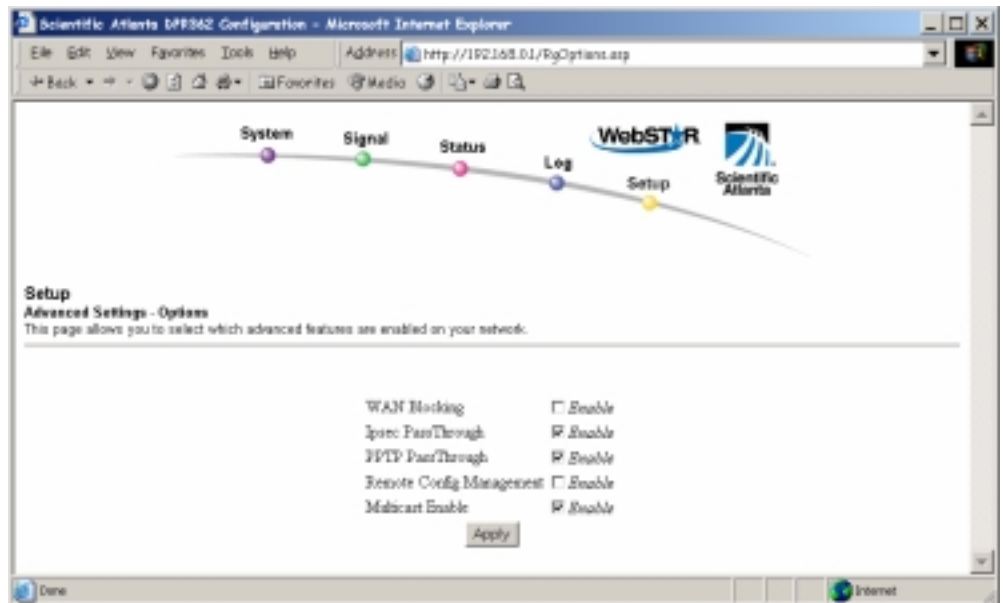 Scientific Atlanta DPR362 Configuration - Microsoft Internet Explorer
File Edit View Favorites Tools Help Address http://192.168.0.1/RgOptions.asp
Back Favorites Media
System Signal Status Log Setup
WebSTAR
Scientific
Atlanta
Setup
Advanced Settings - Options
This page allows you to select which advanced features are enabled on your network.
WAN Blocking Enable
Ipsec PassThrough Enable
PPTP PassThrough Enable
Remote Config Management Enable
Multicast Enable Enable
Apply
Done Internet